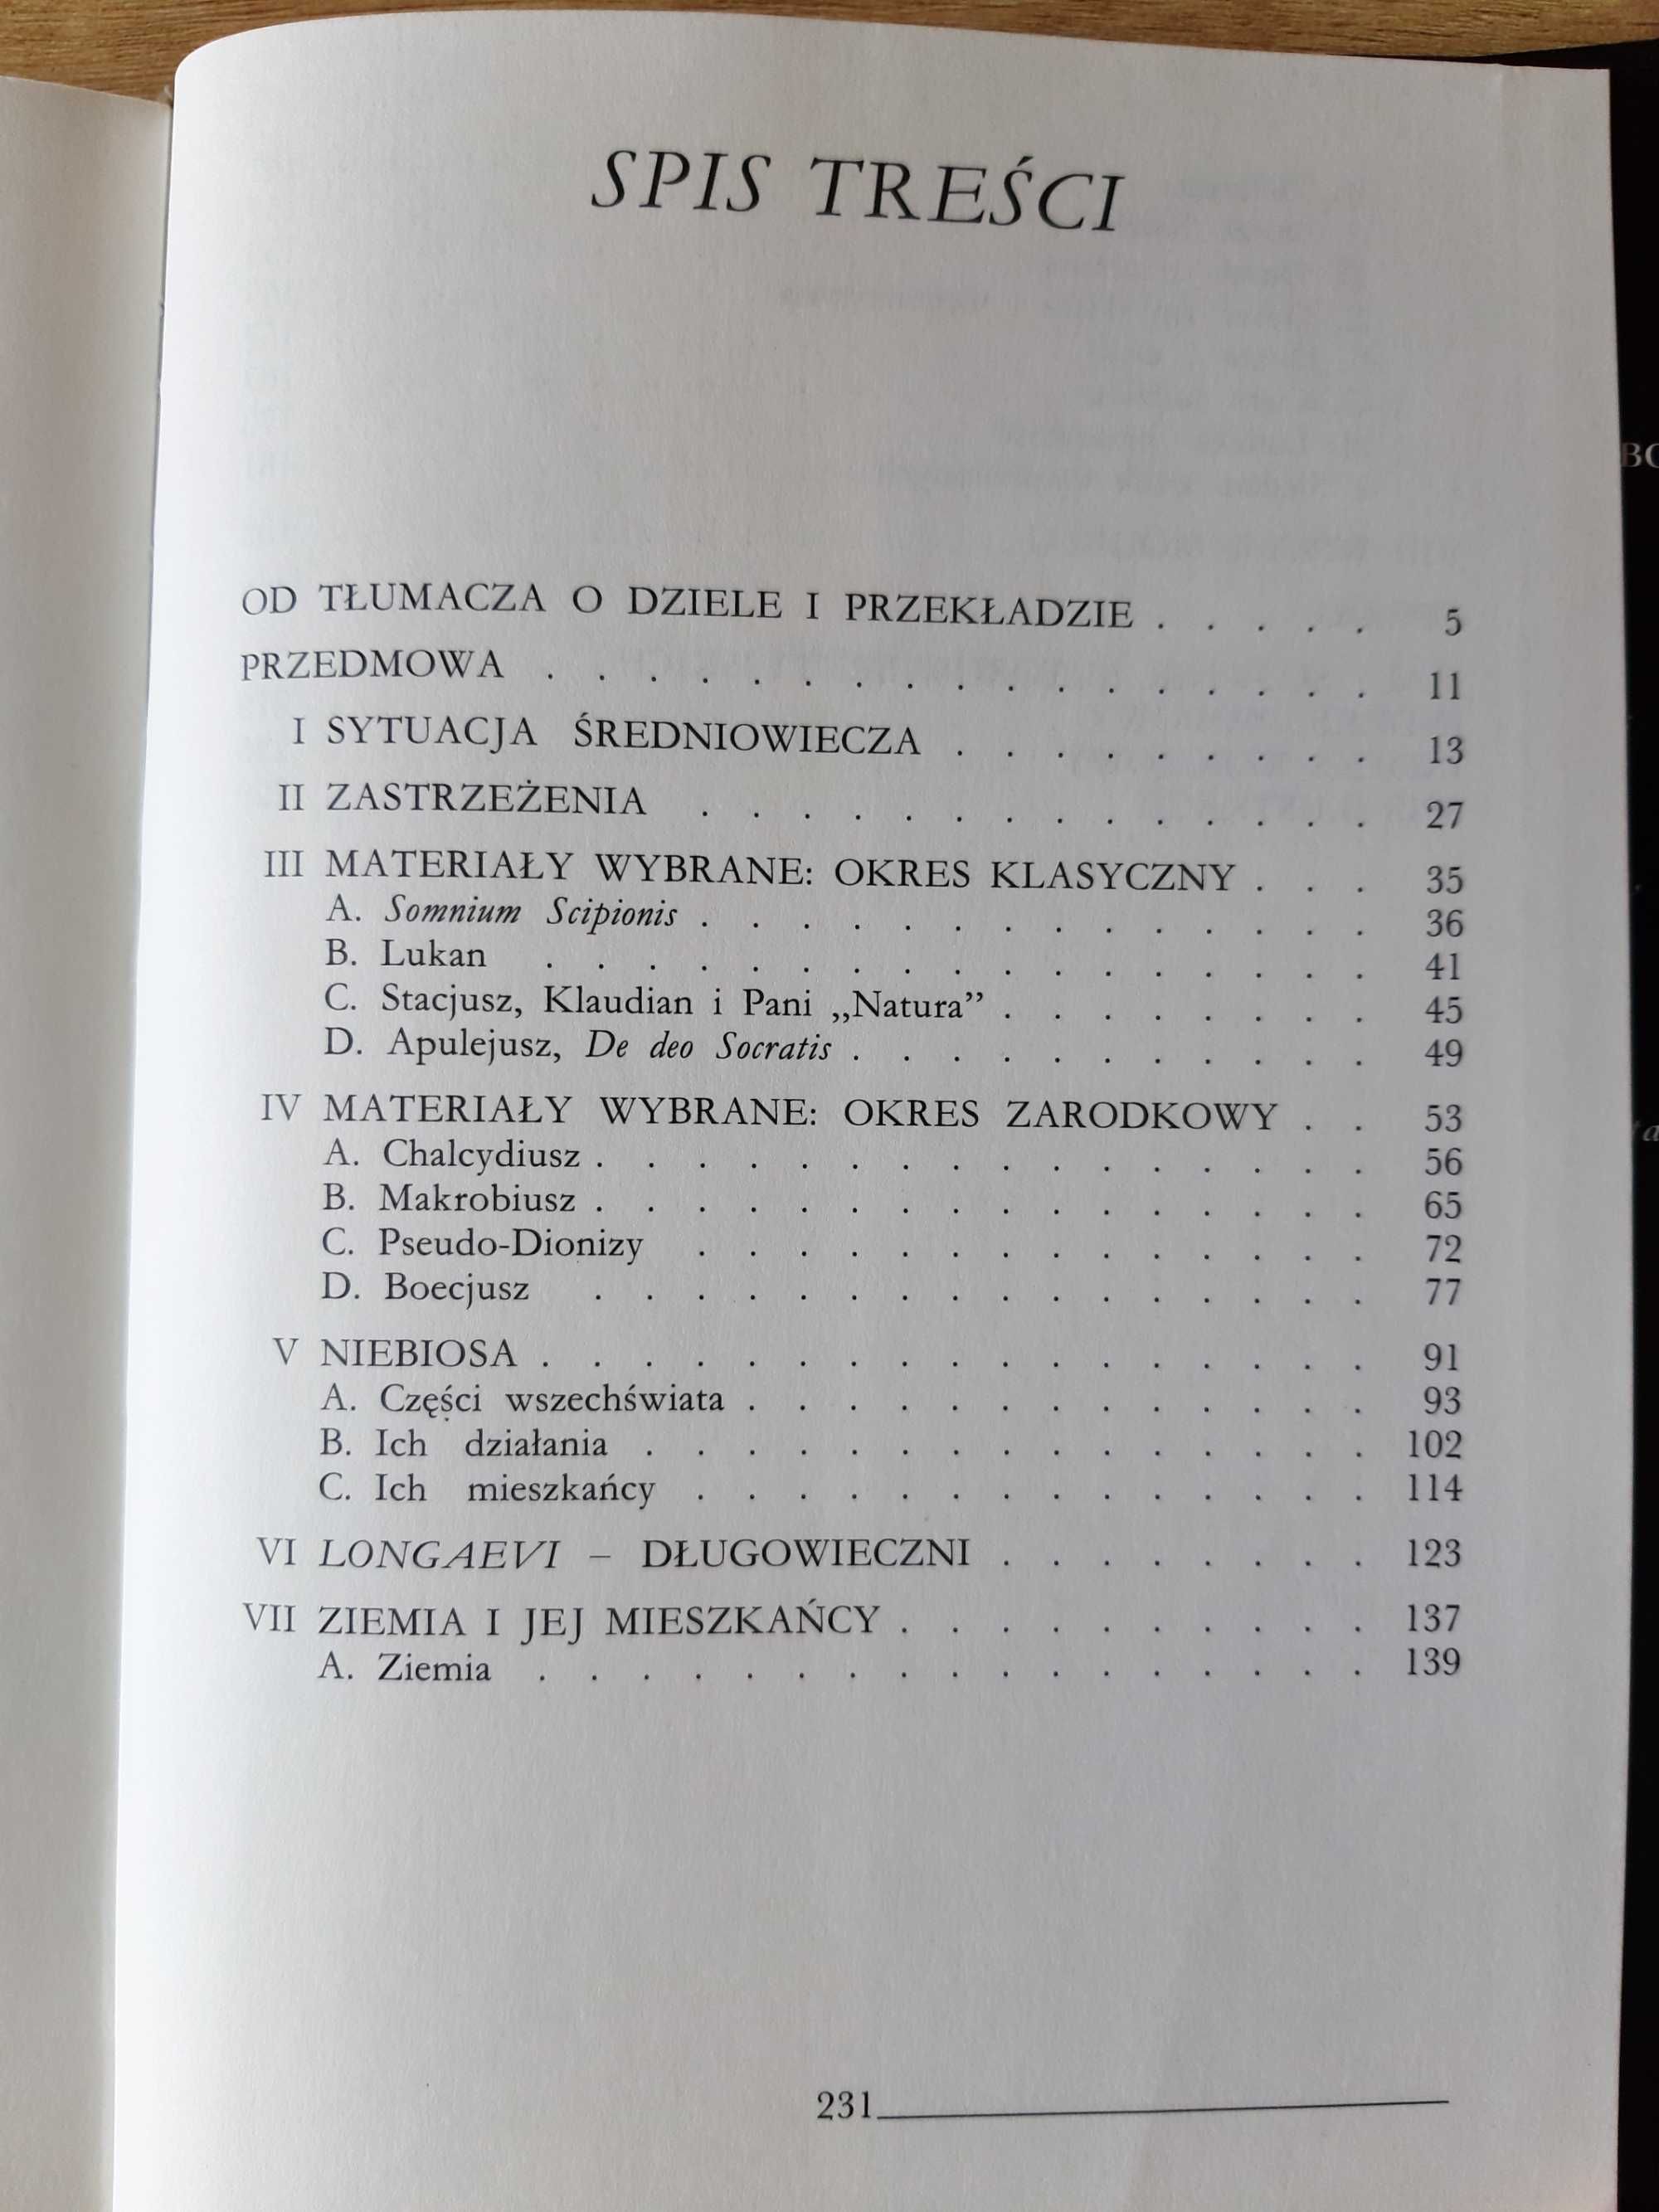 SPIS TREŚCI
OD TŁUMACZA O DZIELE I PRZEKŁADZIE . . . . . 5
PRZEDMOWA . . . . . . . . . . . . . . . . . 11
I SYTUACJA ŚREDNIOWIECZA . . . . . . . . . 13
II ZASTRZEŻENIA . . . . . . . . . . . . . . 27
III MATERIAŁY WYBRANE: OKRES KLASYCZNY . . . 35
A. Somnium Scipionis . . . . . . . . . . . . . . 36
B. Lukan . . . . . . . . . . . . . . . . . 41
C. Stacjusz, Klaudian i Pani „Natura” . . . . . . . . 45
D. Apulejusz, De deo Socratis . . . . . . . . . . . 49
IV MATERIAŁY WYBRANE: OKRES ZARODKOWY . . 53
A. Chalcydiusz . . . . . . . . . . . . . . . . 56
B. Makrobiusz . . . . . . . . . . . . . . . . 65
C. Pseudo-Dionizy . . . . . . . . . . . . . . 72
D. Boecjusz . . . . . . . . . . . . . . . . 77
V NIEBIOSA . . . . . . . . . . . . . . . . . 91
A. Części wszechświata . . . . . . . . . . . . . 93
B. Ich działania . . . . . . . . . . . . . . . 102
C. Ich mieszkańcy . . . . . . . . . . . . . . 114
VI LONGAEVI – DŁUGOWIECZNI . . . . . . . . 123
VII ZIEMIA I JEJ MIESZKAŃCY . . . . . . . . . . 137
A. Ziemia . . . . . . . . . . . . . . . . . 139
231